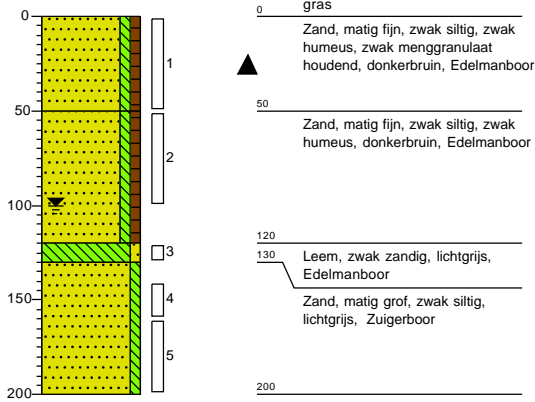 gras
0
0
Zand, matig fijn, zwak siltig, zwak
humeus, zwak menggranulaat
houdend, donkerbruin, Edelmanboor
1
50
50
Zand, matig fijn, zwak siltig, zwak
humeus, donkerbruin, Edelmanboor
2
100
120
130
3
Leem, zwak zandig, lichtgrijs,
Edelmanboor
150
4
Zand, matig grof, zwak siltig,
lichtgrijs, Zuigerboor
5
200
200